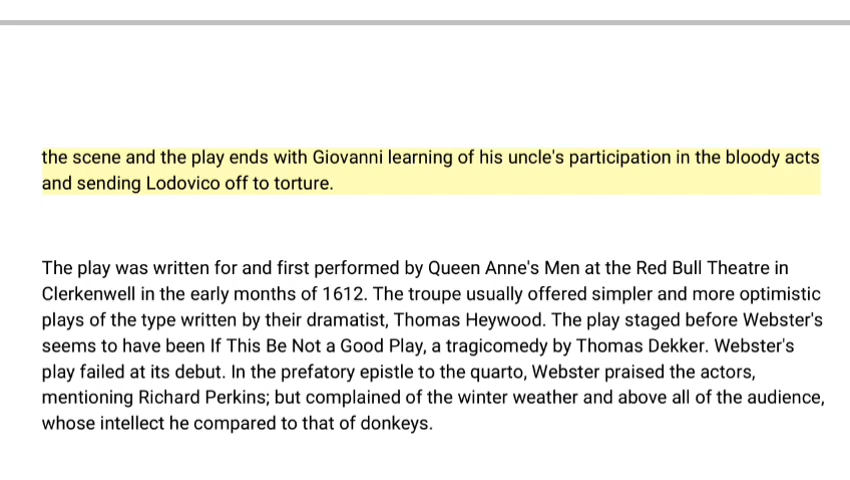 the scene and the play ends with Giovanni learning of his uncle's participation in the bloody acts
and sending Lodovico off to torture.
The play was written for and first performed by Queen Anne's Men at the Red Bull Theatre in
Clerkenwell in the early months of 1612. The troupe usually offered simpler and more optimistic
plays of the type written by their dramatist, Thomas Heywood. The play staged before Webster's
seems to have been If This Be Not a Good Play, a tragicomedy by Thomas Dekker. Webster's
play failed at its debut. In the prefatory epistle to the quarto, Webster praised the actors,
mentioning Richard Perkins; but complained of the winter weather and above all of the audience,
whose intellect he compared to that of donkeys.